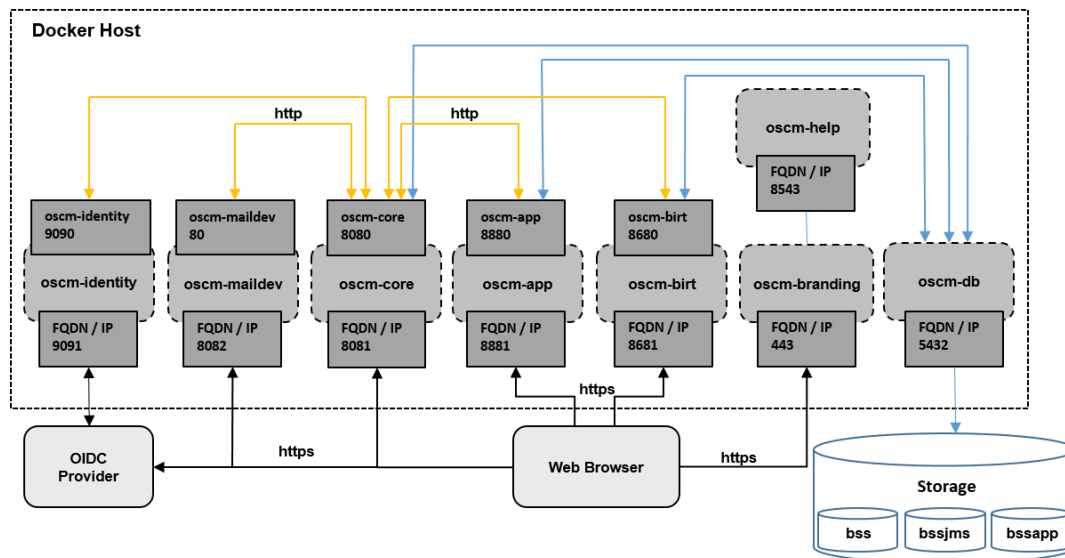 Docker Host
http
http
oscm-help
FQDN / IP
8543
oscm-identity
9090
oscm-maildev
80
oscm-core
8080
oscm-app
8880
oscm-birt
8680
oscm-identity
oscm-maildev
oscm-core
oscm-app
oscm-birt
oscm-branding
oscm-db
FQDN / IP
9091
FQDN / IP
8082
FQDN / IP
8081
FQDN / IP
8881
FQDN / IP
8681
FQDN / IP
443
FQDN / IP
5432
https
OIDC
Provider
https
Web Browser
https
Storage
bss
bssjms
bssapp